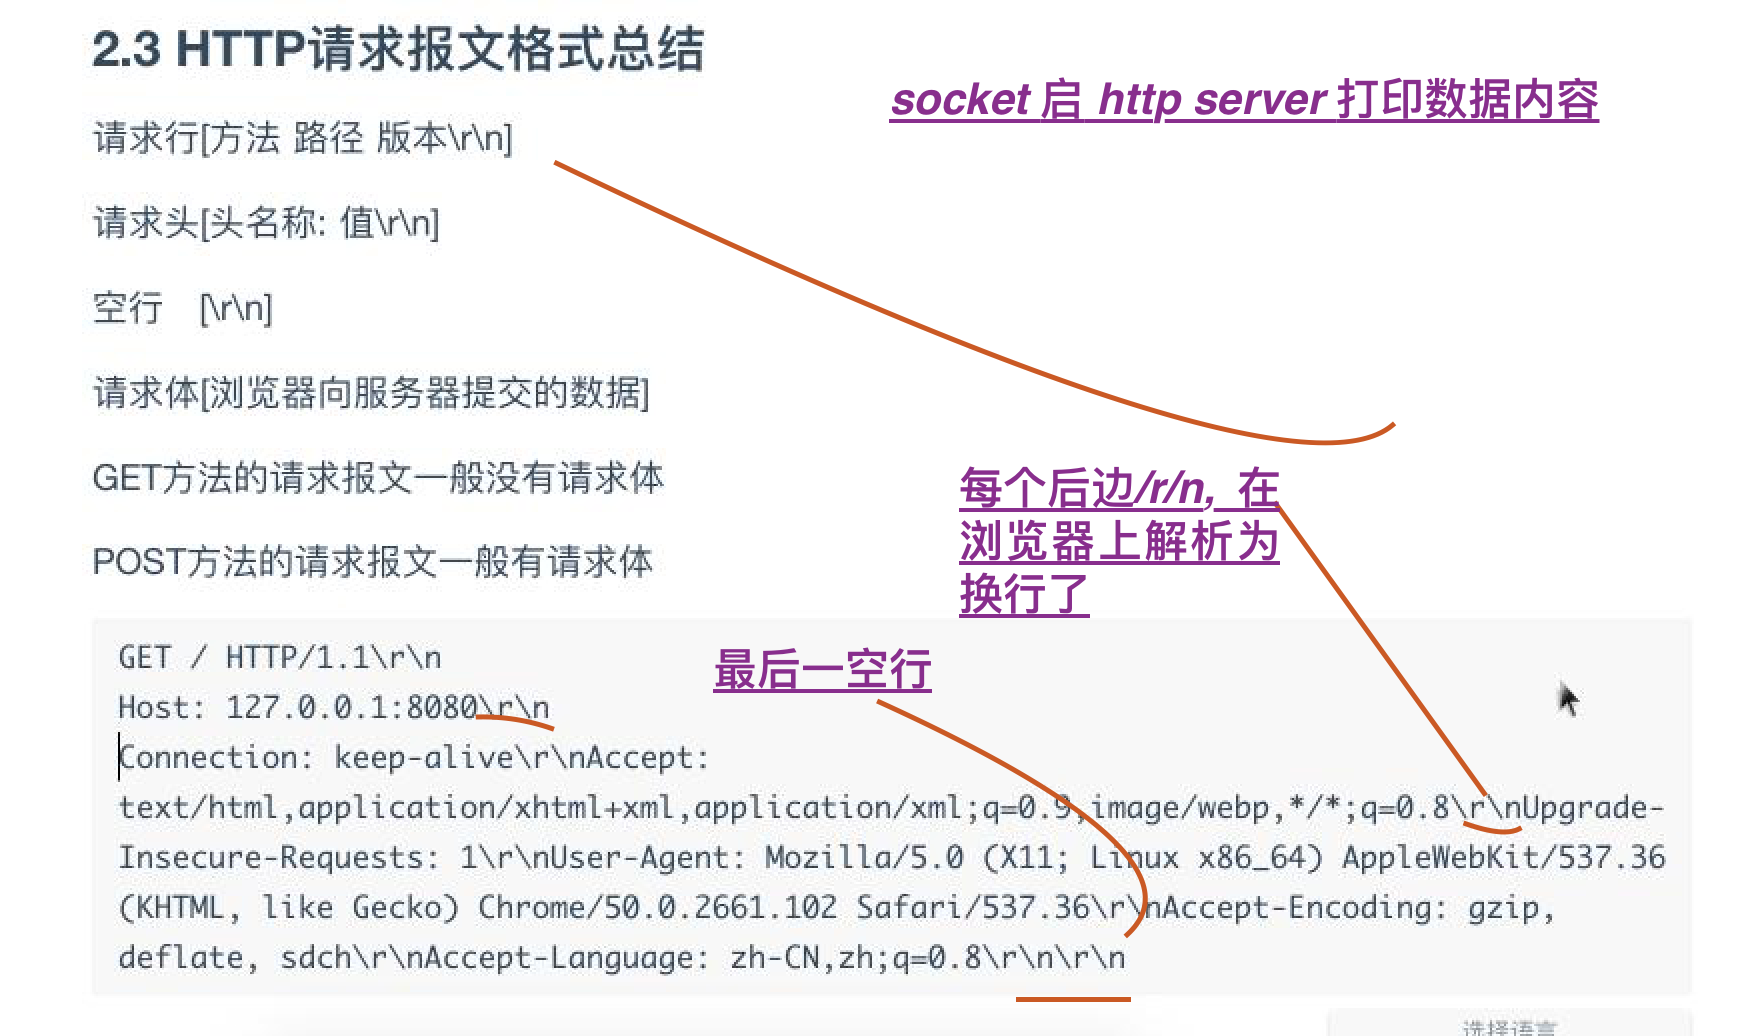 2.3 HTTP请求报文格式总结
socket 启 http server 打印数据内容
请求行[方法 路径 版本\r\n]
请求头[头名称: 值\r\n]
空行 [\r\n]
请求体[浏览器向服务器提交的数据]
GET方法的请求报文一般没有请求体
每个后边/r/n, 在
浏览器上解析为
换行了
POST方法的请求报文一般有请求体
GET / HTTP/1.1\r\n
最后一空行
Host: 127.0.0.1:8080\r\n
Connection: keep-alive\r\nAccept:
text/html,application/xhtml+xml,application/xml;q=0.9,image/webp,*/*;q=0.8\r\nUpgrade-
Insecure-Requests: 1\r\nUser-Agent: Mozilla/5.0 (X11; Linux x86_64) AppleWebKit/537.36
(KHTML, like Gecko) Chrome/50.0.2661.102 Safari/537.36\r\nAccept-Encoding: gzip,
deflate, sdch\r\nAccept-Language: zh-CN,zh;q=0.8\r\n\r\n
选择语言